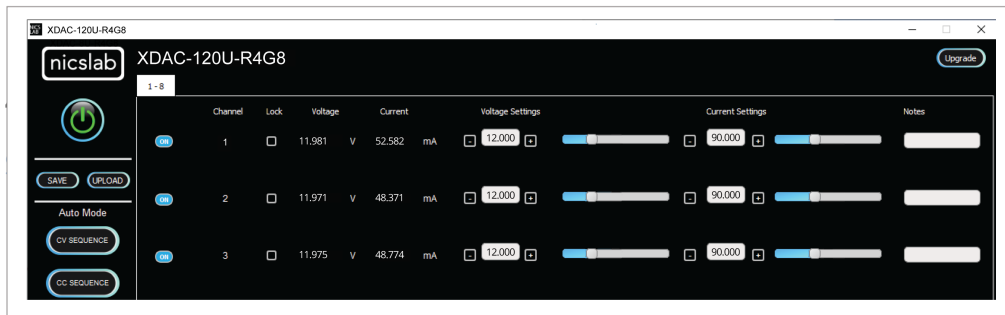 NICS LAB XDAC-120U-R4G8
nicslab XDAC-120U-R4G8 Upgrade
1 - 8
Channel Lock Voltage Current Voltage Settings Current Settings Notes
ON 1 11.981 V 52.582 mA - 12.000 + - 90.000 +
SAVE UPLOAD
ON 2 11.971 V 48.371 mA - 12.000 + - 90.000 +
Auto Mode
CV SEQUENCE
ON 3 11.975 V 48.774 mA - 12.000 + - 90.000 +
CC SEQUENCE